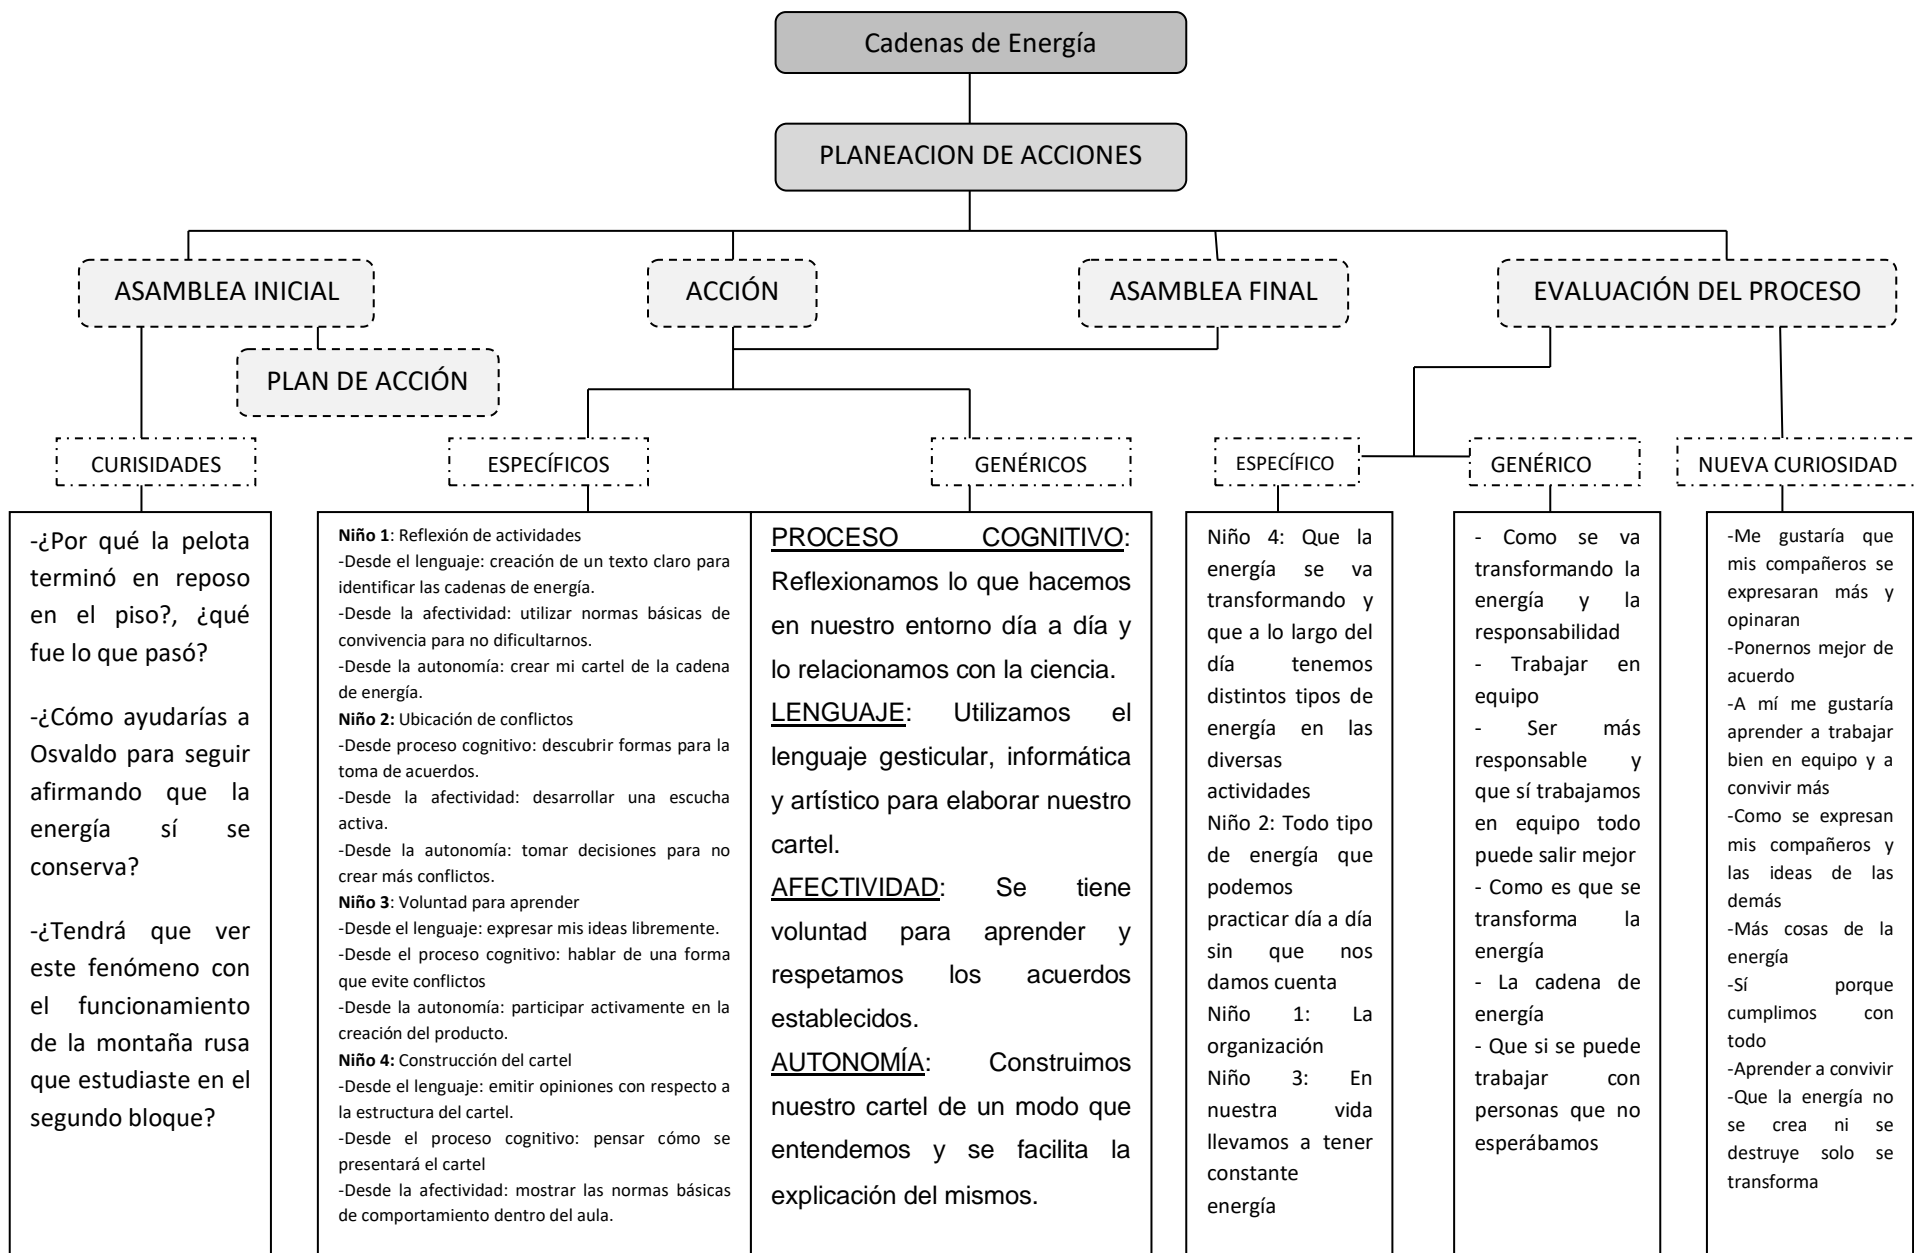 Cadenas de Energía
PLANEACION DE ACCIONES
ASAMBLEA INICIAL
ACCIÓN
ASAMBLEA FINAL
EVALUACIÓN DEL PROCESO
PLAN DE ACCIÓN
CURISIDADES
ESPECÍFICOS
GENÉRICOS
ESPECÍFICO
GENÉRICO
NUEVA CURIOSIDAD
-¿Por qué la pelota
terminó en reposo
en el piso?, ¿qué
fue lo que pasó?
-¿Cómo ayudarías a
Osvaldo para seguir
afirmando que la
energía sí se
conserva?
-¿Tendrá que ver
este fenómeno con
el funcionamiento
de la montaña rusa
que estudiaste en el
segundo bloque?
Niño 1: Reflexión de actividades
-Desde el lenguaje: creación de un texto claro para
identificar las cadenas de energía.
-Desde la afectividad: utilizar normas básicas de
convivencia para no dificultarnos.
-Desde la autonomía: crear mi cartel de la cadena
de energía.
Niño 2: Ubicación de conflictos
-Desde proceso cognitivo: descubrir formas para la
toma de acuerdos.
-Desde la afectividad: desarrollar una escucha
activa.
-Desde la autonomía: tomar decisiones para no
crear más conflictos.
Niño 3: Voluntad para aprender
-Desde el lenguaje: expresar mis ideas libremente.
-Desde el proceso cognitivo: hablar de una forma
que evite conflictos
-Desde la autonomía: participar activamente en la
creación del producto.
Niño 4: Construcción del cartel
-Desde el lenguaje: emitir opiniones con respecto a
la estructura del cartel.
-Desde el proceso cognitivo: pensar cómo se
presentará el cartel
-Desde la afectividad: mostrar las normas básicas
de comportamiento dentro del aula.
PROCESO COGNITIVO:
Reflexionamos lo que hacemos
en nuestro entorno día a día y
lo relacionamos con la ciencia.
LENGUAJE: Utilizamos el
lenguaje gesticular, informática
y artístico para elaborar nuestro
cartel.
AFECTIVIDAD: Se tiene
voluntad para aprender y
respetamos los acuerdos
establecidos.
AUTONOMÍA: Construimos
nuestro cartel de un modo que
entendemos y se facilita la
explicación del mismos.
Niño 4: Que la
energía se va
transformando y
que a lo largo del
día tenemos
distintos tipos de
energía en las
diversas
actividades
Niño 2: Todo tipo
de energía que
podemos
practicar día a día
sin que nos
damos cuenta
Niño 1: La
organización
Niño 3: En
nuestra vida
llevamos a tener
constante
energía
- Como se va
transformando la
energía y la
responsabilidad
- Trabajar en
equipo
- Ser más
responsable y
que sí trabajamos
en equipo todo
puede salir mejor
- Como es que se
transforma la
energía
- La cadena de
energía
- Que si se puede
trabajar con
personas que no
esperábamos
-Me gustaría que
mis compañeros se
expresaran más y
opinaran
-Ponernos mejor de
acuerdo
-A mí me gustaría
aprender a trabajar
bien en equipo y a
convivir más
-Como se expresan
mis compañeros y
las ideas de las
demás
-Más cosas de la
energía
-Sí porque
cumplimos con
todo
-Aprender a convivir
-Que la energía no
se crea ni se
destruye solo se
transforma